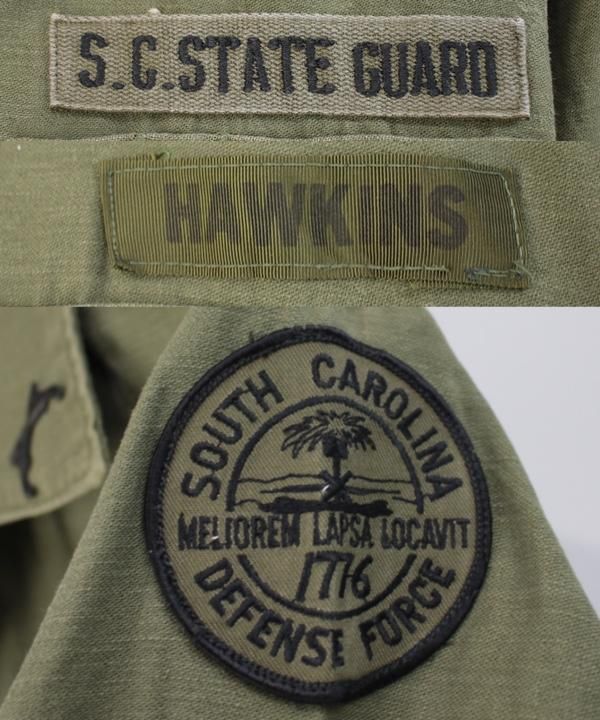 S.C.STATE GUARD
HAWKINS
SOUTH CAROLINA
MELIOREM LAPSA LOCAVIT
1776
DEFENSE FORCE